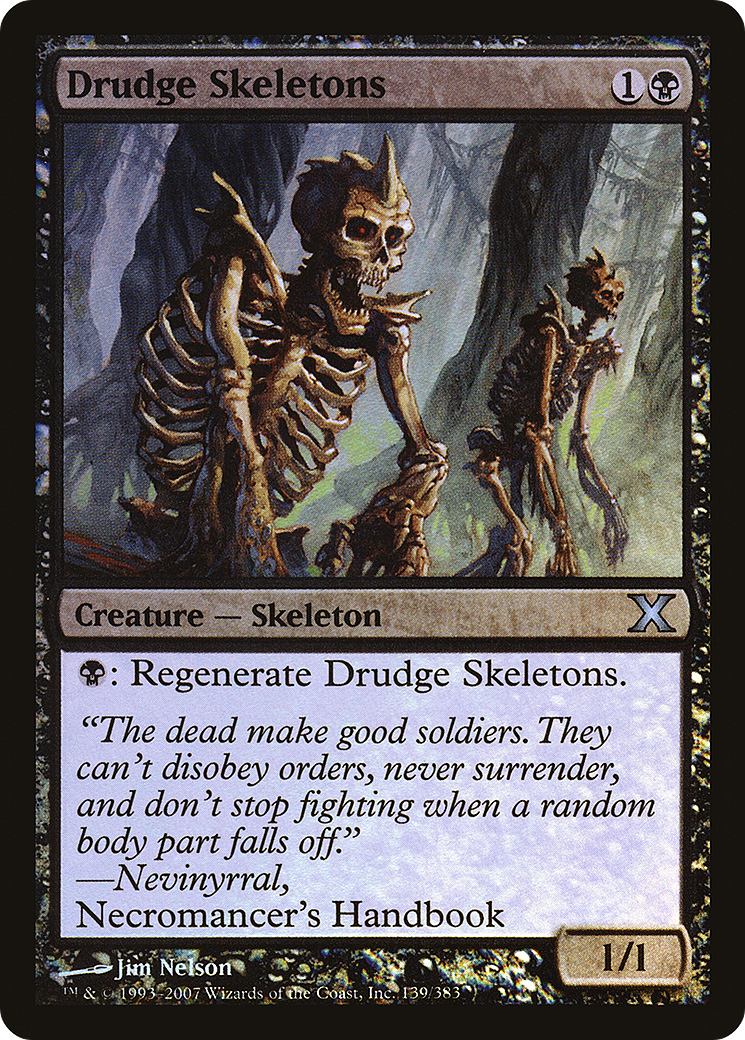 Drudge Skeletons
1
Creature — Skeleton
X
: Regenerate Drudge Skeletons.
“The dead make good soldiers. They
can’t disobey orders, never surrender,
and don’t stop fighting when a random
body part falls off.”
—Nevinyrral,
Necromancer’s Handbook
1/1
Jim Nelson
™ & © 1993–2007 Wizards of the Coast, Inc. 139/383